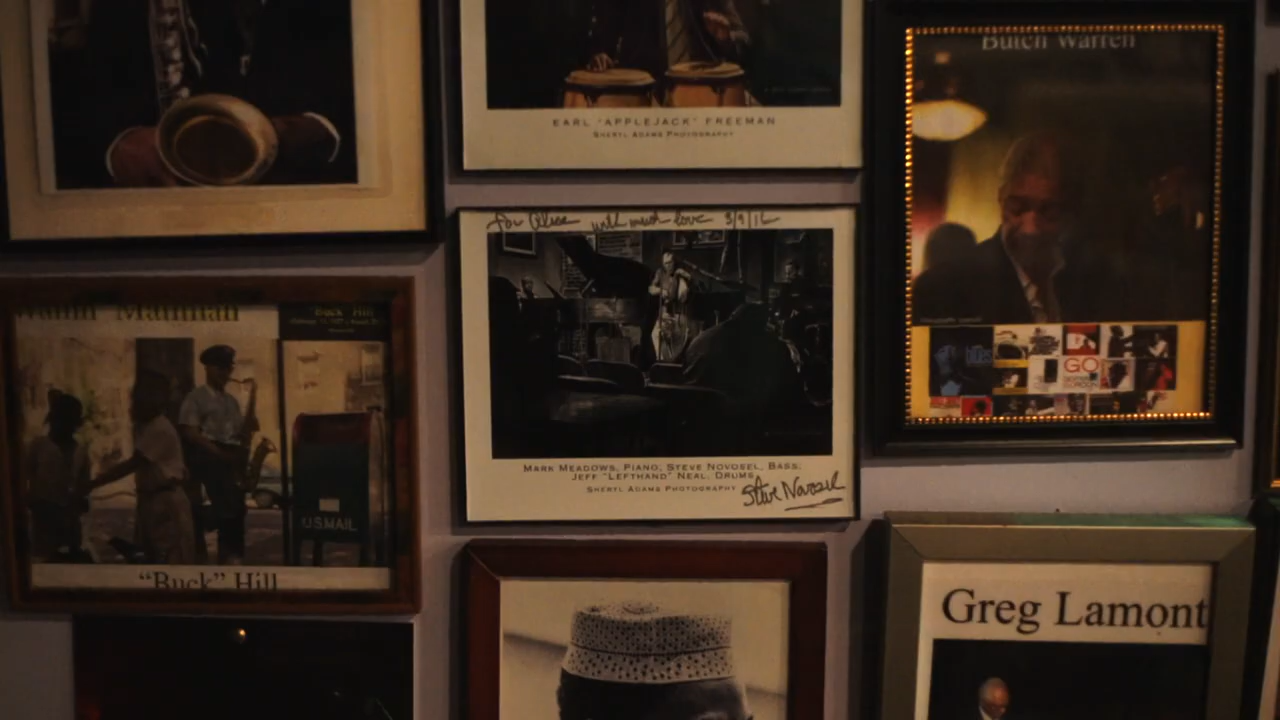 EARL "APPLEJACK" FREEMAN
SHERYL ADAMS PHOTOGRAPHY
Butch Warren
For Alice with much love 3/9/16
MARK MEADOWS, PIANO; STEVE NOVOSEL, BASS;
JEFF "LEFTHAND" NEAL, DRUMS
SHERYL ADAMS PHOTOGRAPHY
Steve Novosel
"Buck" Hill
U.S. MAIL
"Buck" Hill
GO!
Greg Lamont